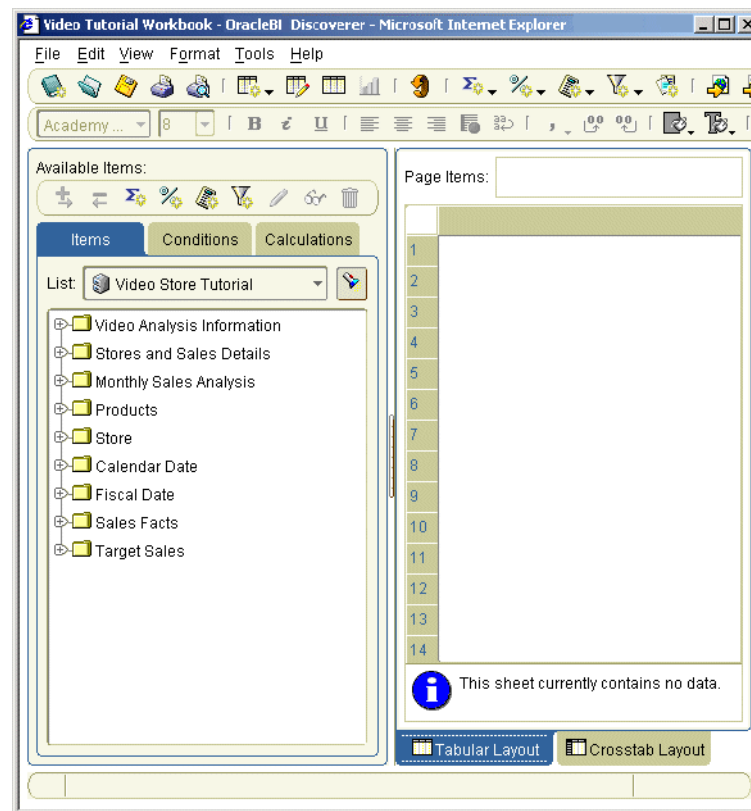 Video Tutorial Workbook - OracleBI Discoverer - Microsoft Internet Explorer
File Edit View Format Tools Help
Academy ... 8 B i U
Available Items:
Items Conditions Calculations
List: Video Store Tutorial
Video Analysis Information
Stores and Sales Details
Monthly Sales Analysis
Products
Store
Calendar Date
Fiscal Date
Sales Facts
Target Sales
Page Items:
1
2
3
4
5
6
7
8
9
10
11
12
13
14
This sheet currently contains no data.
Tabular Layout Crosstab Layout